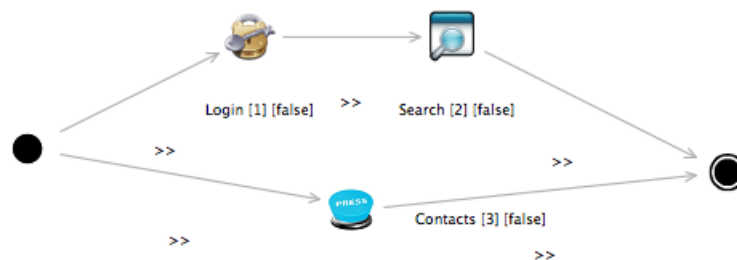 Login [1] [false]
>>
Search [2] [false]
>>
>>
PRESS
Contacts [3] [false]
>>
>>